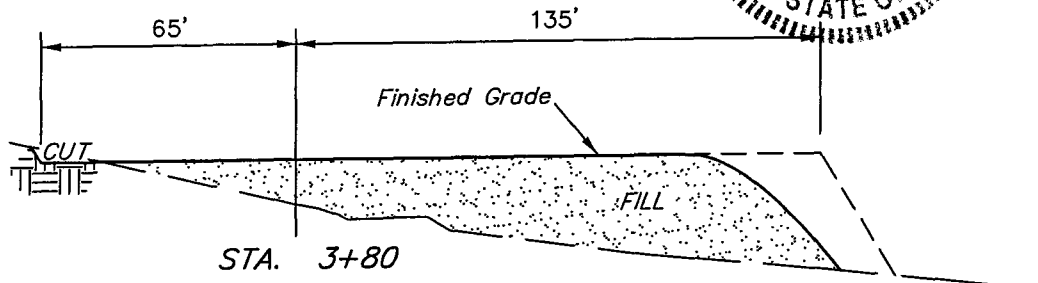 STATE O
65'
135'
Finished Grade
CUT
FILL
STA. 3+80